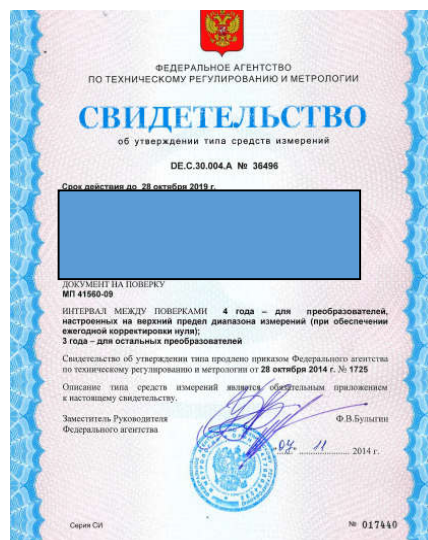 ФЕДЕРАЛЬНОЕ АГЕНТСТВО
ПО ТЕХНИЧЕСКОМУ РЕГУЛИРОВАНИЮ И МЕТРОЛОГИИ
СВИДЕТЕЛЬСТВО
об утверждении типа средств измерений
DE.C.30.004.A № 36496
Срок действия до 28 октября 2019 г.
ДОКУМЕНТ НА ПОВЕРКУ
МП 41560-09
ИНТЕРВАЛ МЕЖДУ ПОВЕРКАМИ 4 года – для преобразователей,
настроенных на верхний предел диапазона измерений (при обеспечении
ежегодной корректировки нуля);
3 года – для остальных преобразователей
Свидетельство об утверждении типа продлено приказом Федерального агентства
по техническому регулированию и метрологии от 28 октября 2014 г. № 1725
Описание типа средств измерений является обязательным приложением
к настоящему свидетельству.
Заместитель Руководителя
Федерального агентства
Ф.В.Булыгин
04. 11 2014 г.
Серия СИ
№ 017440